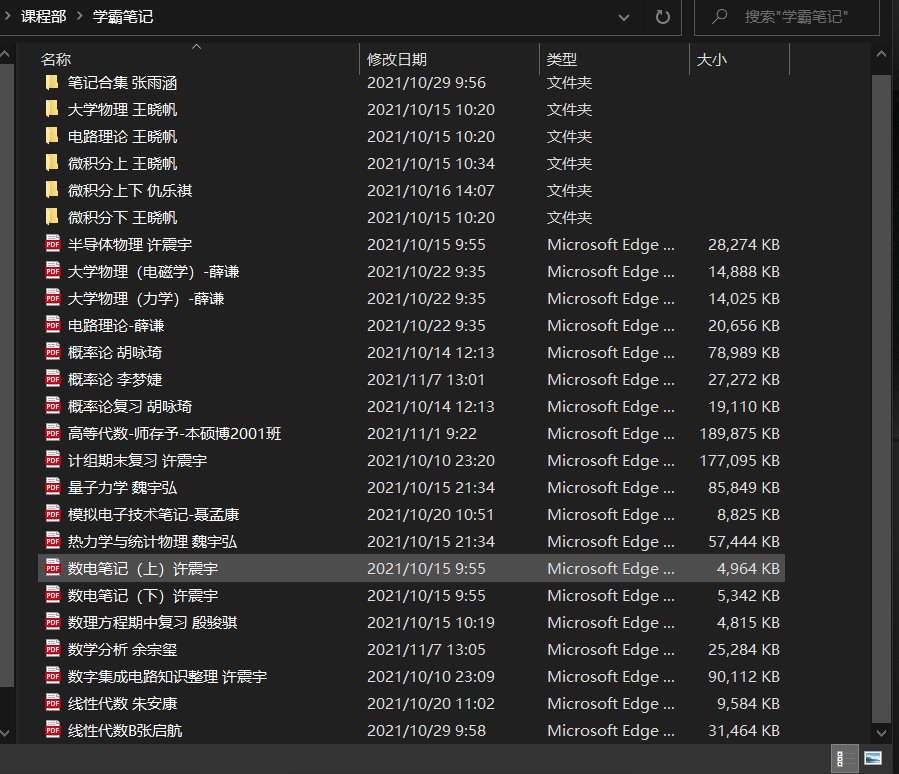 课程部 学霸笔记 搜索"学霸笔记"
名称 修改日期 类型 大小
笔记合集 张雨涵 2021/10/29 9:56 文件夹
大学物理 王晓帆 2021/10/15 10:20 文件夹
电路理论 王晓帆 2021/10/15 10:20 文件夹
微积分上 王晓帆 2021/10/15 10:34 文件夹
微积分上下 仇乐祺 2021/10/16 14:07 文件夹
微积分下 王晓帆 2021/10/15 10:20 文件夹
PDF 半导体物理 许震宇 2021/10/15 9:55 Microsoft Edge ... 28,274 KB
PDF 大学物理（电磁学）-薛谦 2021/10/22 9:35 Microsoft Edge ... 14,888 KB
PDF 大学物理（力学）-薛谦 2021/10/22 9:35 Microsoft Edge ... 14,025 KB
PDF 电路理论-薛谦 2021/10/22 9:35 Microsoft Edge ... 20,656 KB
PDF 概率论 胡咏琦 2021/10/14 12:13 Microsoft Edge ... 78,989 KB
PDF 概率论 李梦婕 2021/11/7 13:01 Microsoft Edge ... 27,272 KB
PDF 概率论复习 胡咏琦 2021/10/14 12:13 Microsoft Edge ... 19,110 KB
PDF 高等代数-师存予-本硕博2001班 2021/11/1 9:22 Microsoft Edge ... 189,875 KB
PDF 计组期末复习 许震宇 2021/10/10 23:20 Microsoft Edge ... 177,095 KB
PDF 量子力学 魏宇弘 2021/10/15 21:34 Microsoft Edge ... 85,849 KB
PDF 模拟电子技术笔记-聂孟康 2021/10/20 10:51 Microsoft Edge ... 8,825 KB
PDF 热力学与统计物理 魏宇弘 2021/10/15 21:34 Microsoft Edge ... 57,444 KB
PDF 数电笔记（上）许震宇 2021/10/15 9:55 Microsoft Edge ... 4,964 KB
PDF 数电笔记（下）许震宇 2021/10/15 9:55 Microsoft Edge ... 5,342 KB
PDF 数理方程期中复习 殷骏骐 2021/10/15 10:19 Microsoft Edge ... 4,815 KB
PDF 数学分析 余宗玺 2021/11/7 13:05 Microsoft Edge ... 25,284 KB
PDF 数字集成电路知识整理 许震宇 2021/10/10 23:09 Microsoft Edge ... 90,112 KB
PDF 线性代数 朱安康 2021/10/20 11:02 Microsoft Edge ... 9,584 KB
PDF 线性代数B张启航 2021/10/29 9:58 Microsoft Edge ... 31,464 KB